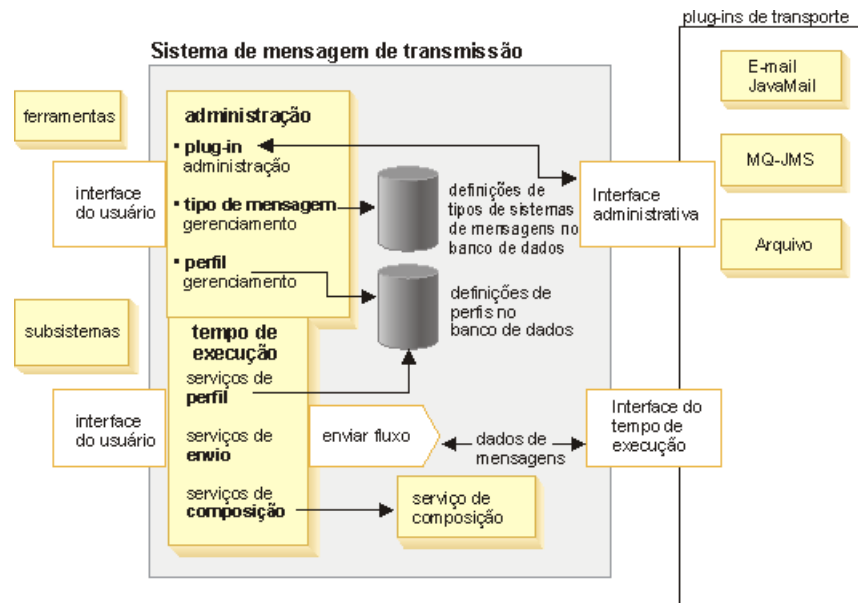 plug-ins de transporte
Sistema de mensagem de transmissão
E-mail
JavaMail
ferramentas
administração
▪ plug-in
administração
MQ-JMS
interface
do usuário
▪ tipo de mensagem
gerenciamento
definições de
tipos de sistemas
de mensagens no
banco de dados
Interface
administrativa
Arquivo
▪ perfil
gerenciamento
definições de
perfis no
banco de dados
subsistemas
tempo de
execução
serviços de
perfil
interface
do usuário
serviços de
envio
enviar fluxo
dados de
mensagens
Interface do
tempo de
execução
serviços de
composição
serviço de
composição